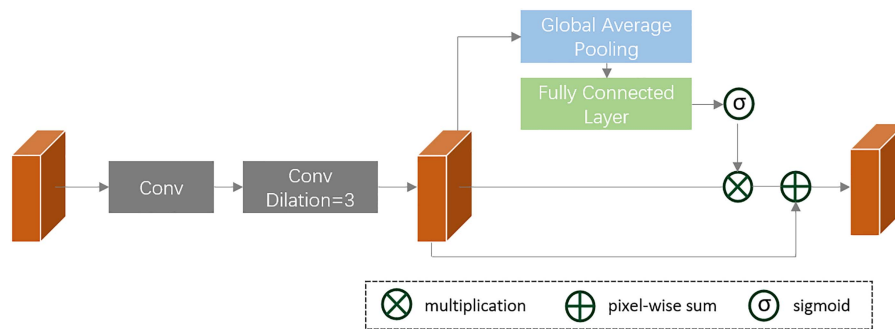 Global Average
Pooling
Fully Connected
Layer
σ
Conv
Conv
Dilation=3
multiplication
pixel-wise sum
σ
sigmoid